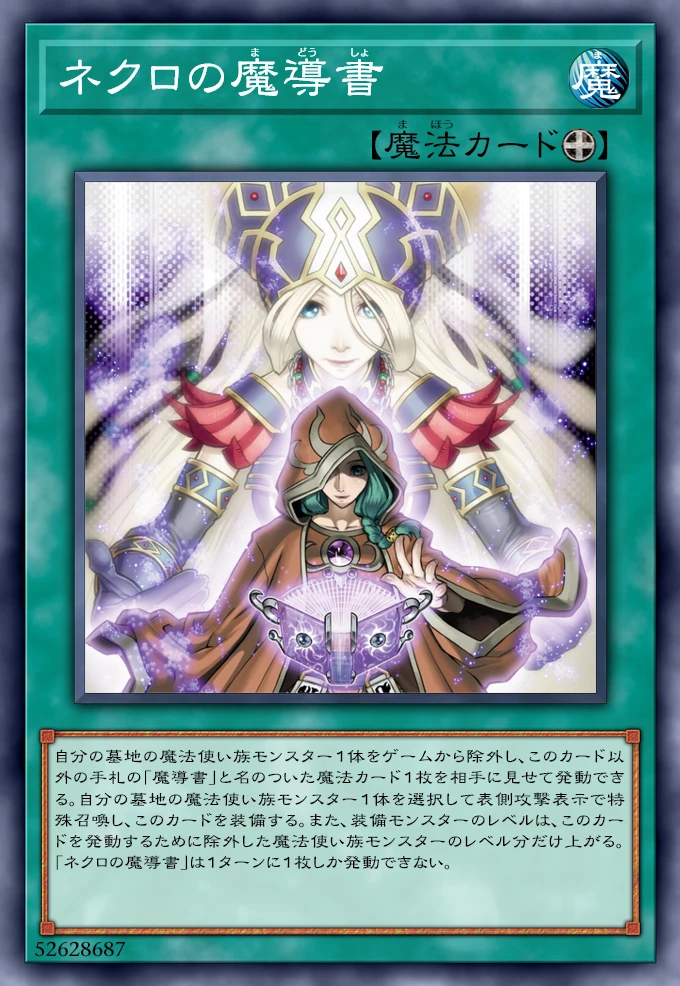 ネクロの魔導書
魔
【魔法カード】
自分の墓地の魔法使い族モンスター1体をゲームから除外し、このカード以
外の手札の「魔導書」と名のついた魔法カード1枚を相手に見せて発動でき
る。自分の墓地の魔法使い族モンスター1体を選択して表側攻撃表示で特
殊召喚し、このカードを装備する。また、装備モンスターのレベルは、このカー
ドを発動するために除外した魔法使い族モンスターのレベル分だけ上がる。
「ネクロの魔導書」は1ターンに1枚しか発動できない。
52628687